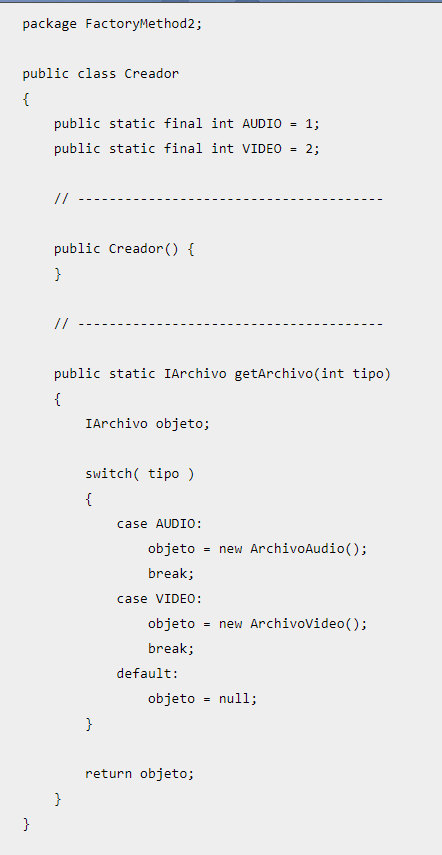 package FactoryMethod2;
public class Creador
{
public static final int AUDIO = 1;
public static final int VIDEO = 2;
// ---------------------------------------
public Creador() {
}
// ---------------------------------------
public static IArchivo getArchivo(int tipo)
{
IArchivo objeto;
switch( tipo )
{
case AUDIO:
objeto = new ArchivoAudio();
break;
case VIDEO:
objeto = new ArchivoVideo();
break;
default:
objeto = null;
}
return objeto;
}
}